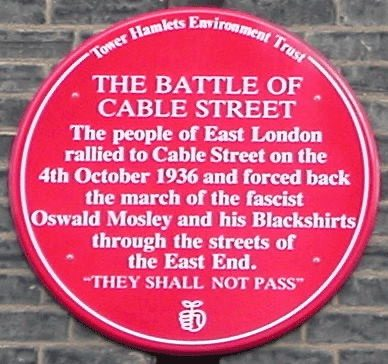 Tower Hamlets Environment Trust
THE BATTLE OF
CABLE STREET
The people of East London
rallied to Cable Street on the
4th October 1936 and forced back
the march of the fascist
Oswald Mosley and his Blackshirts
through the streets of
the East End.
"THEY SHALL NOT PASS"